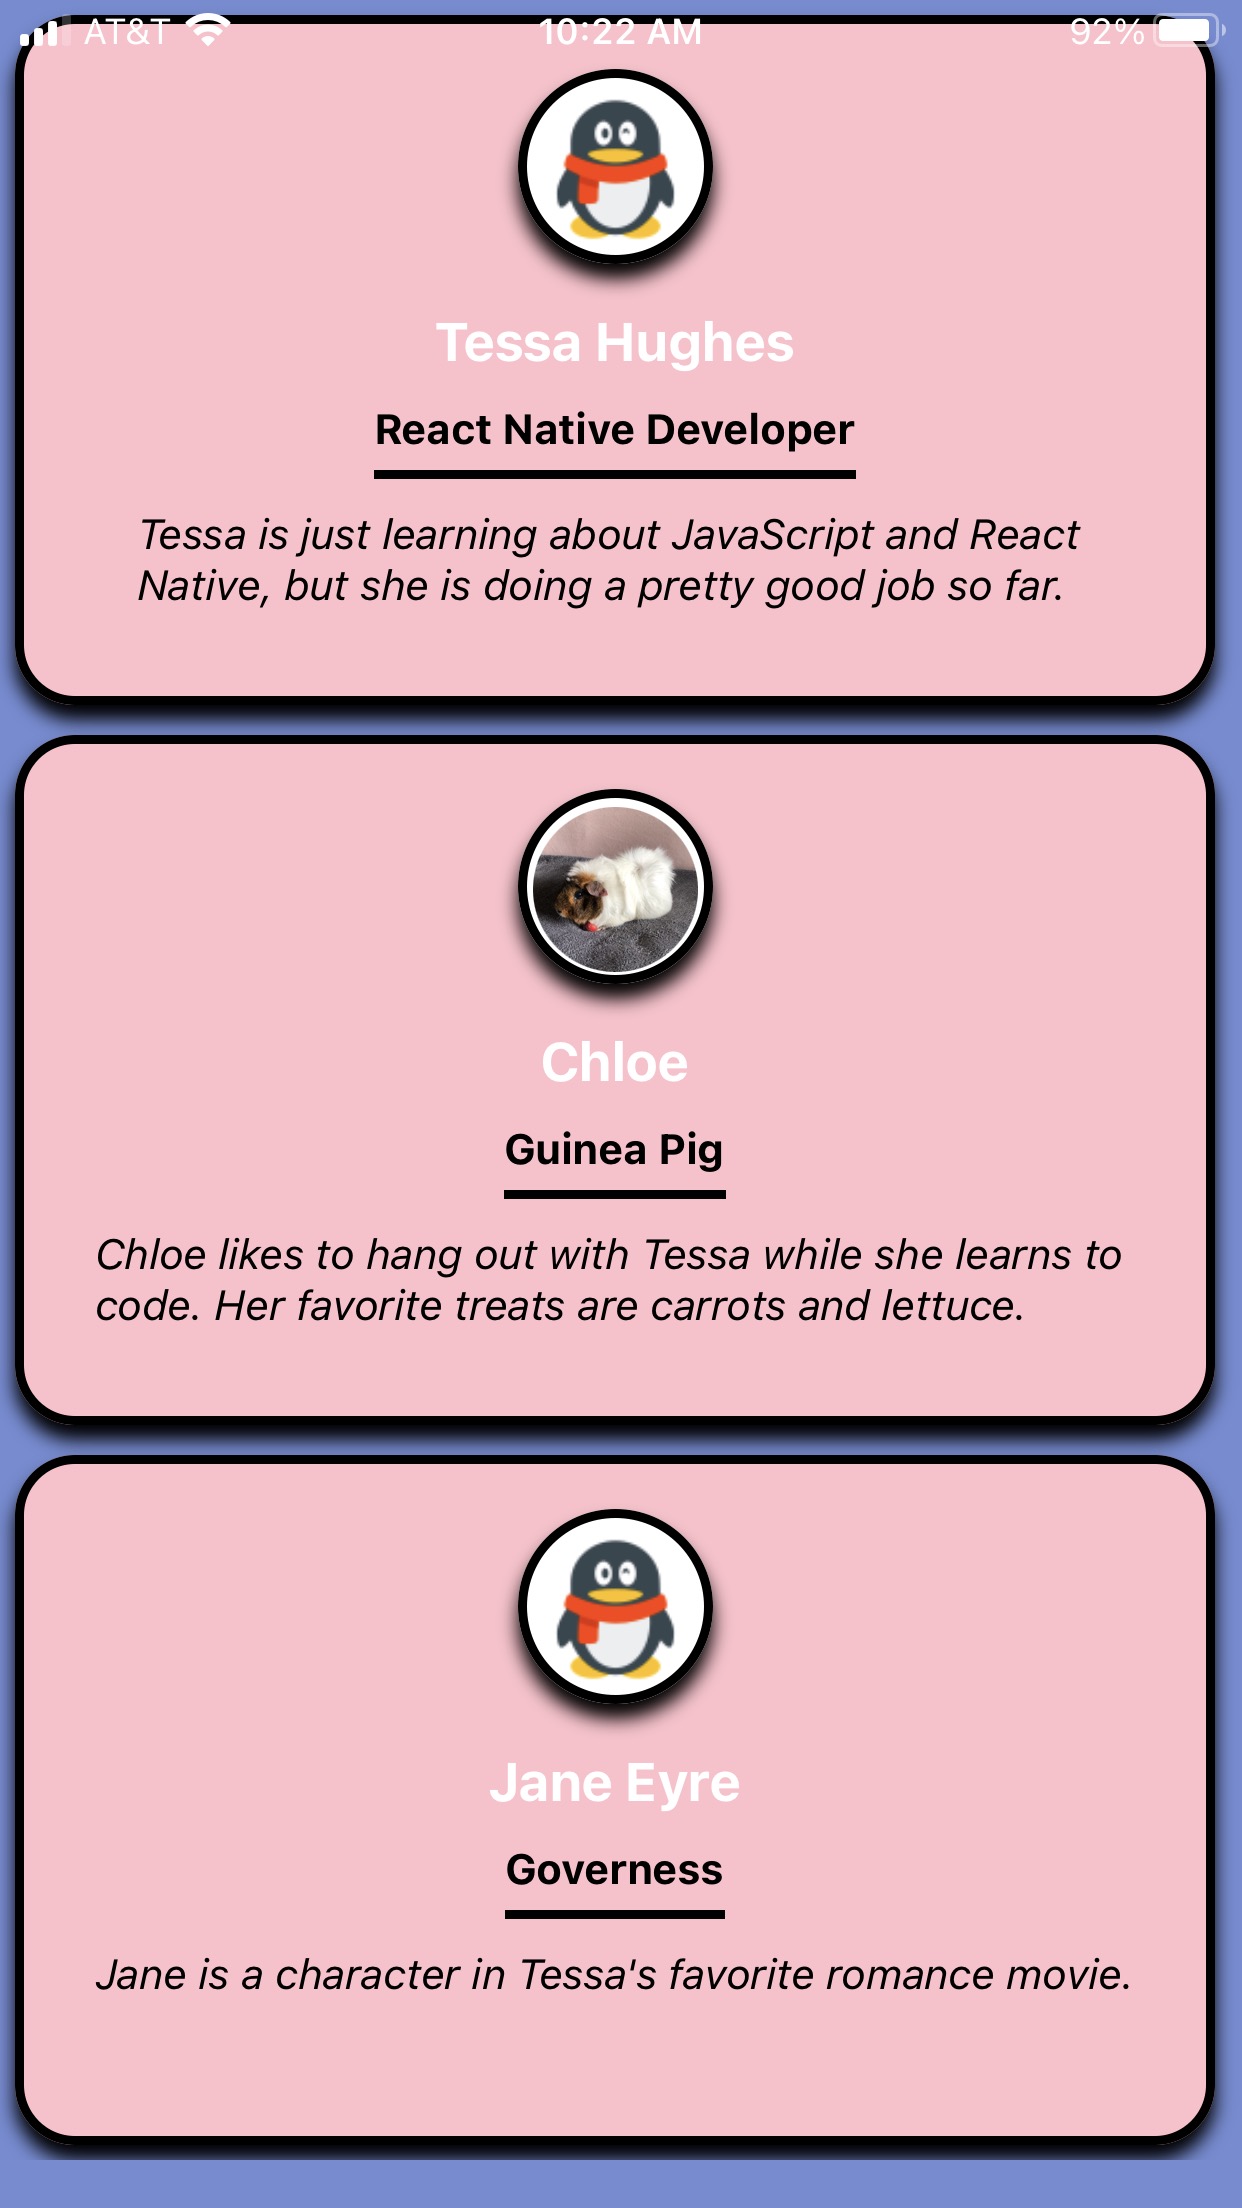 AT&T 10:22 AM 92%
Tessa Hughes
React Native Developer
Tessa is just learning about JavaScript and React
Native, but she is doing a pretty good job so far.
Chloe
Guinea Pig
Chloe likes to hang out with Tessa while she learns to
code. Her favorite treats are carrots and lettuce.
Jane Eyre
Governess
Jane is a character in Tessa's favorite romance movie.